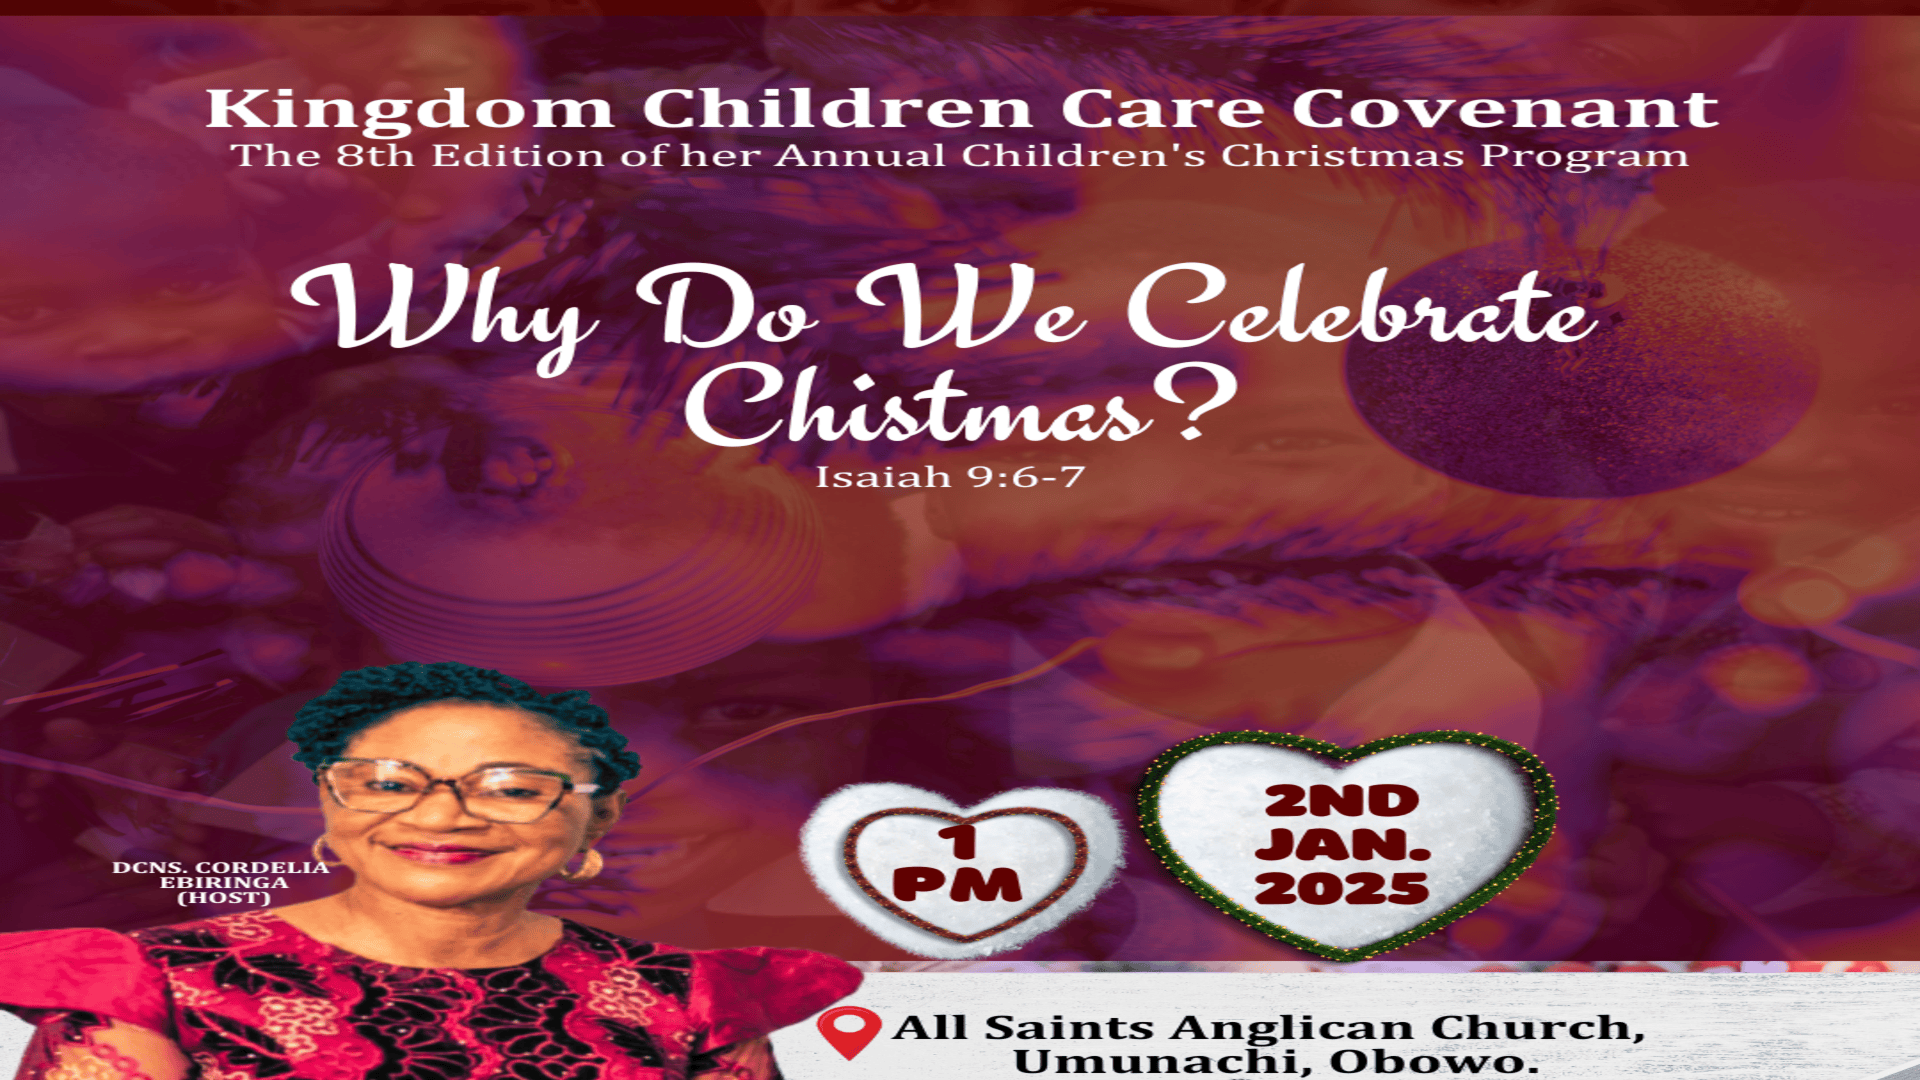 Kingdom Children Care Covenant
The 8th Edition of her Annual Children's Christmas Program
Why Do We Celebrate
Chistmas?
Isaiah 9:6-7
DCNS. CORDELIA
EBIRINGA
(HOST)
1
PM
2ND
JAN.
2025
All Saints Anglican Church,
Umunachi, Obowo.